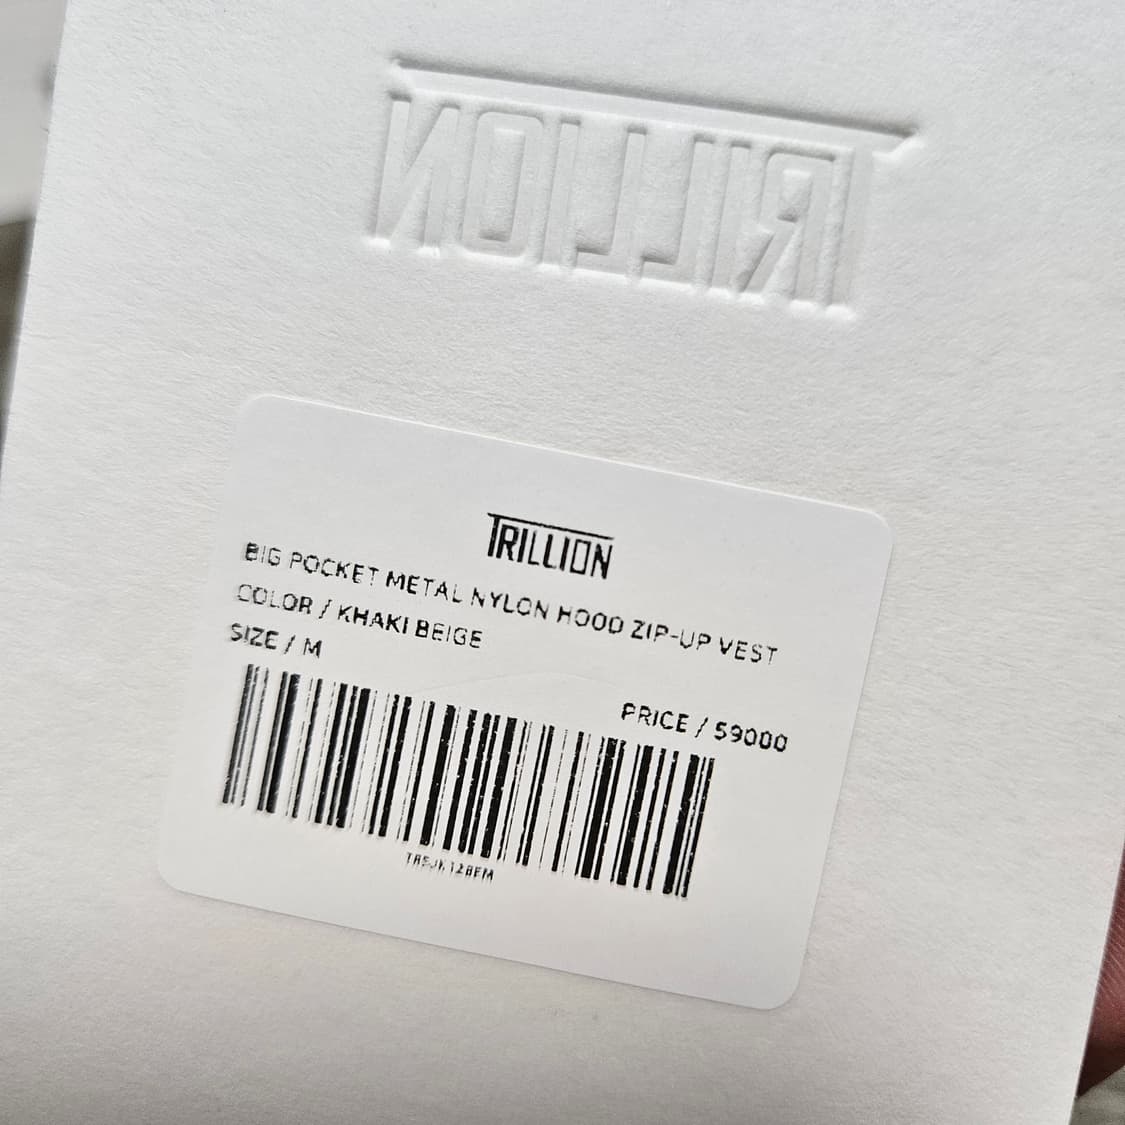 TRILLION
TRILLION
BIG POCKET METAL NYLON HOOD ZIP-UP VEST
COLOR / KHAKI BEIGE
SIZE / M
PRICE / 59000